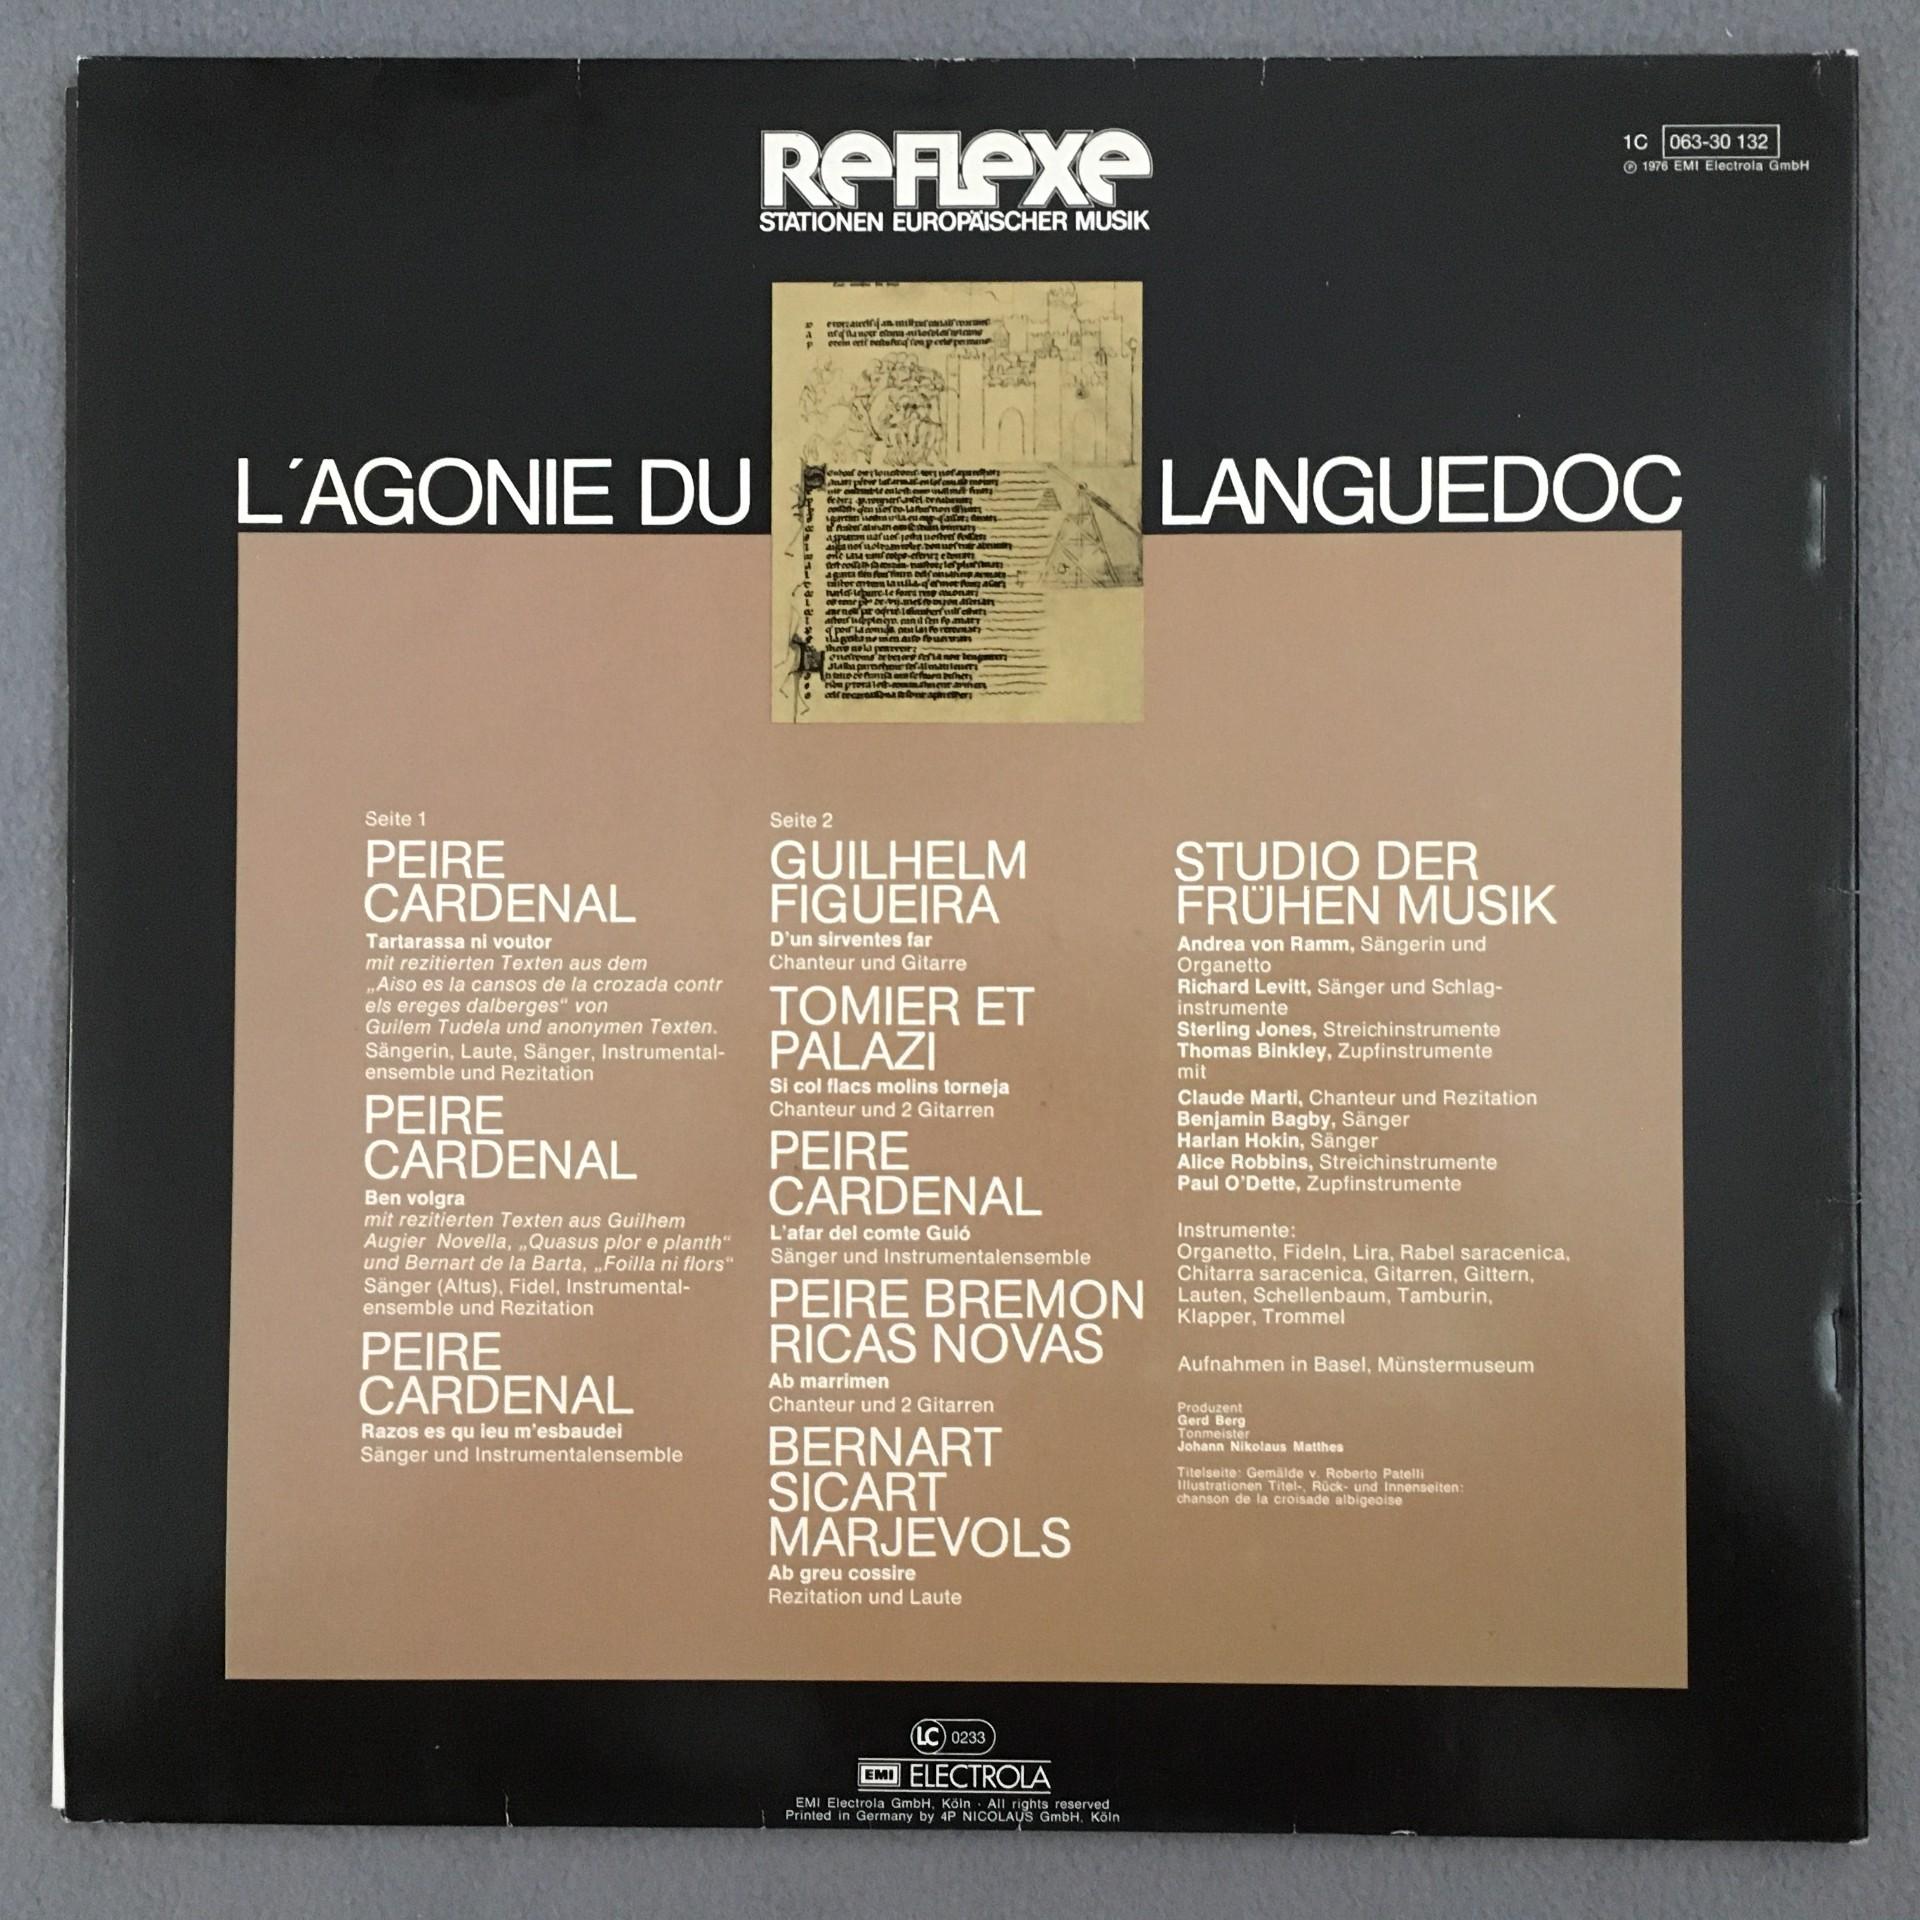 REFLEXE
STATIONEN EUROPÄISCHER MUSIK
1C 063-30 132
Ⓟ 1976 EMI Electrola GmbH
L'AGONIE DU LANGUEDOC
Seite 1
PEIRE
CARDENAL
Tartarassa ni voutor
mit rezitierten Texten aus dem
„Aiso es la cansos de la crozada contr
els ereges dalberges“ von
Guilem Tudela und anonymen Texten.
Sängerin, Laute, Sänger, Instrumental-
ensemble und Rezitation
PEIRE
CARDENAL
Ben volgra
mit rezitierten Texten aus Guilhem
Augier Novella, „Quasus plor e planth“
und Bernart de la Barta, „Foilla ni flors“
Sänger (Altus), Fidel, Instrumental-
ensemble und Rezitation
PEIRE
CARDENAL
Razos es qu ieu m'esbaudei
Sänger und Instrumentalensemble
Seite 2
GUILHELM
FIGUEIRA
D'un sirventes far
Chanteur und Gitarre
TOMIER ET
PALAZI
Si col flacs molins torneja
Chanteur und 2 Gitarren
PEIRE
CARDENAL
L'afar del comte Guió
Sänger und Instrumentalensemble
PEIRE BREMON
RICAS NOVAS
Ab marrimen
Chanteur und 2 Gitarren
BERNART
SICART
MARJEVOLS
Ab greu cossire
Rezitation und Laute
STUDIO DER
FRÜHEN MUSIK
Andrea von Ramm, Sängerin und
Organetto
Richard Levitt, Sänger und Schlag-
instrumente
Sterling Jones, Streichinstrumente
Thomas Binkley, Zupfinstrumente
mit
Claude Marti, Chanteur und Rezitation
Benjamin Bagby, Sänger
Harlan Hokin, Sänger
Alice Robbins, Streichinstrumente
Paul O'Dette, Zupfinstrumente
Instrumente:
Organetto, Fideln, Lira, Rabel saracenica,
Chitarra saracenica, Gitarren, Gittern,
Lauten, Schellenbaum, Tamburin,
Klapper, Trommel
Aufnahmen in Basel, Münstermuseum
Produzent
Gerd Berg
Tonmeister
Johann Nikolaus Matthes
Titelseite: Gemälde v. Roberto Patelli
Illustrationen Titel-, Rück- und Innenseiten:
chanson de la croisade albigeoise
LC 0233
EMI ELECTROLA
EMI Electrola GmbH, Köln · All rights reserved
Printed in Germany by 4P NICOLAUS GmbH, Köln